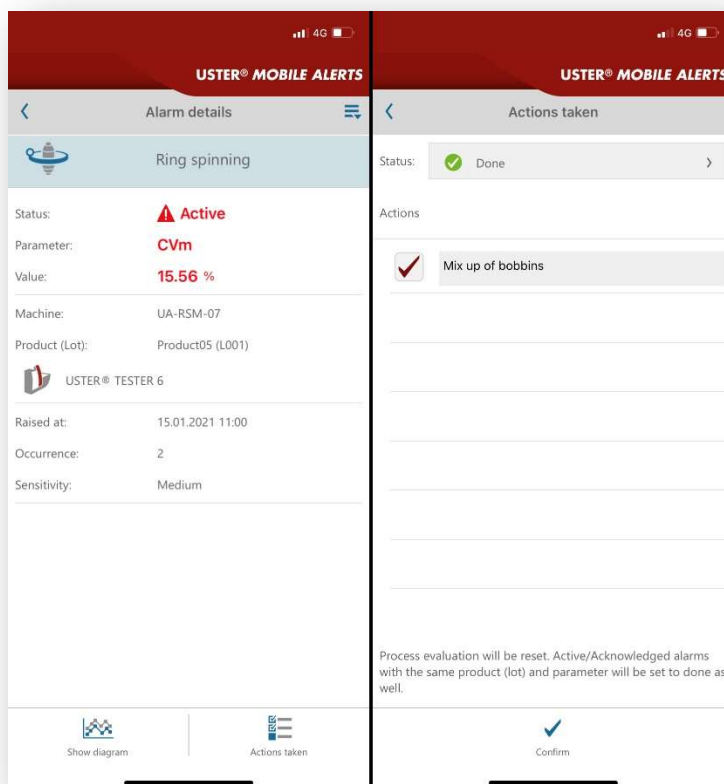 4G
USTER® MOBILE ALERTS
Alarm details
Ring spinning
Status: Active
Parameter: CVm
Value: 15.56 %
Machine: UA-RSM-07
Product (Lot): Product05 (L001)
USTER® TESTER 6
Raised at: 15.01.2021 11:00
Occurrence: 2
Sensitivity: Medium
Show diagram
Actions taken
4G
USTER® MOBILE ALERTS
Actions taken
Status: Done
Actions
Mix up of bobbins
Process evaluation will be reset. Active/Acknowledged alarms
with the same product (lot) and parameter will be set to done as
well.
Confirm